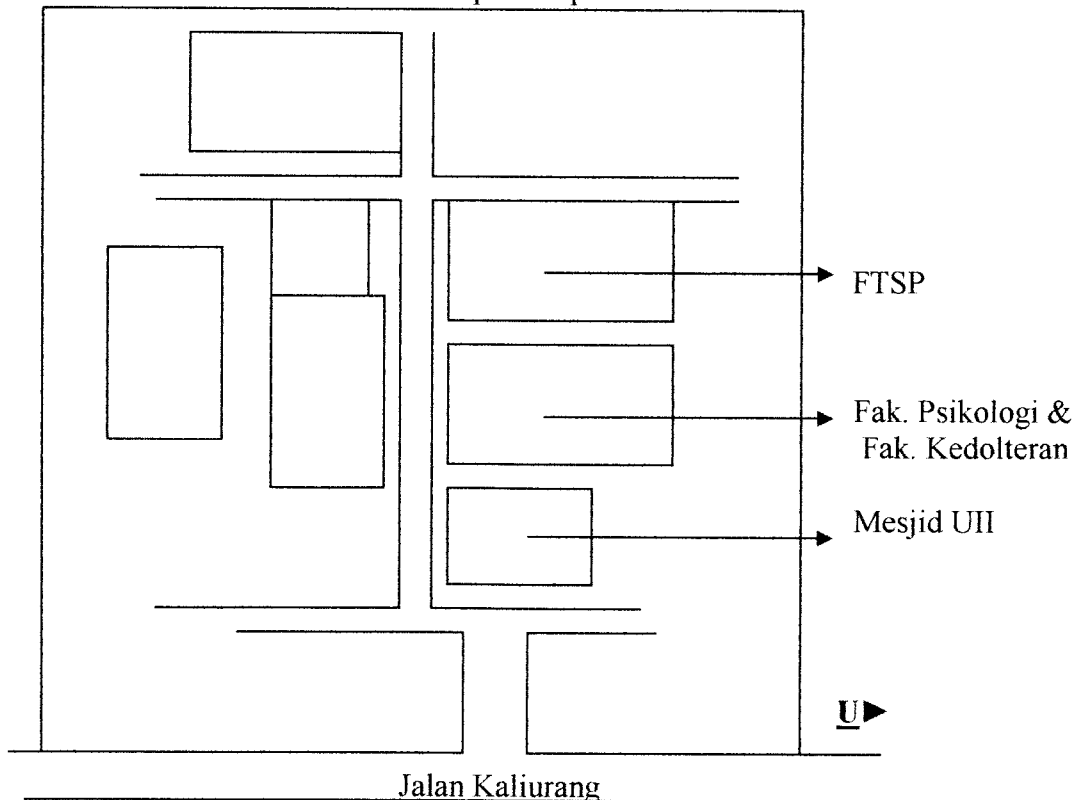 FTSP
Fak. Psikologi &
Fak. Kedolteran
Mesjid UII
U
Jalan Kaliurang